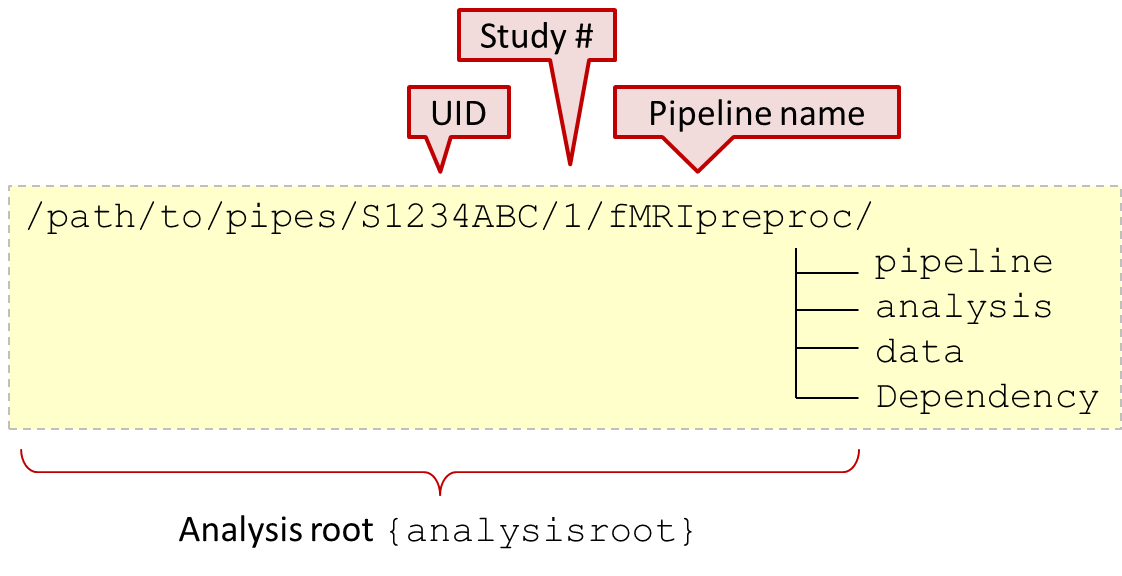 Study #
UID
Pipeline name
/path/to/pipes/S1234ABC/1/fMRIpreproc/
pipeline
analysis
data
Dependency
Analysis root {analysisroot}